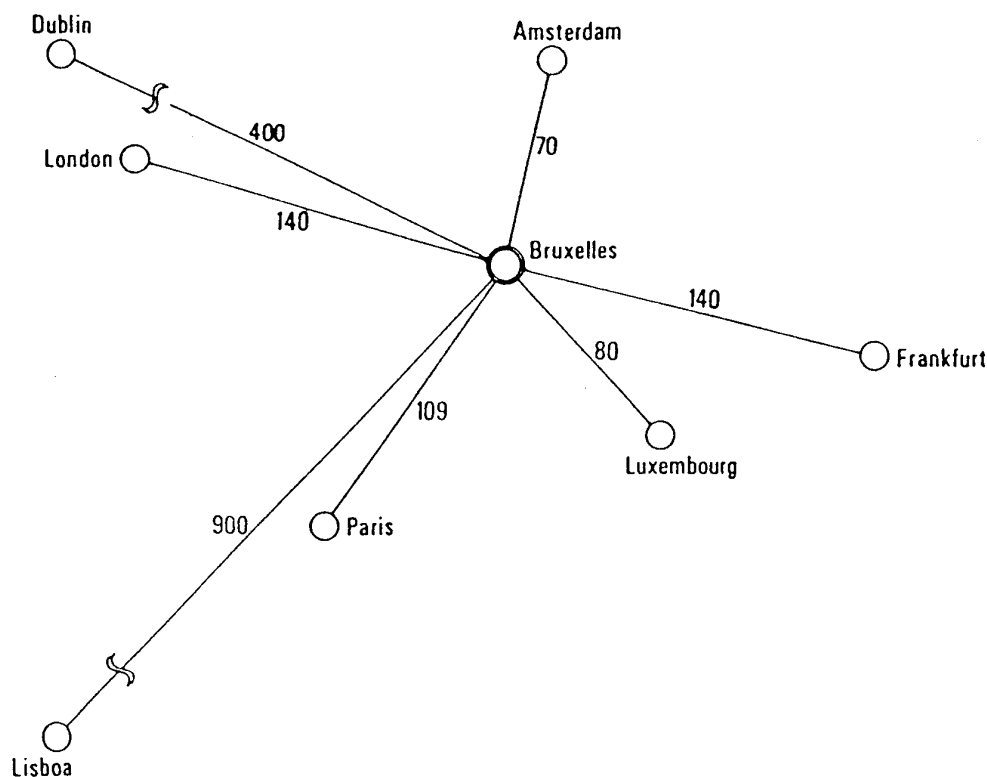 Dublin
Amsterdam
400
70
London
140
Bruxelles
140
Frankfurt
80
109
Luxembourg
900
Paris
Lisboa